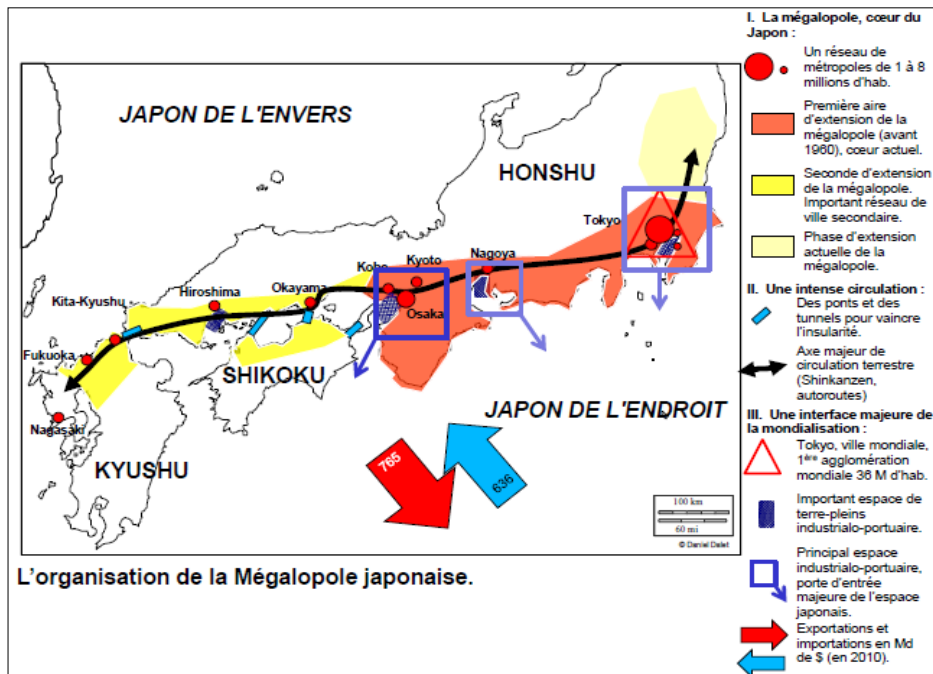 JAPON DE L'ENVERS
HONSHU
Tokyo
Nagoya
Kyoto
Kobe
Okayama
Hiroshima
Osaka
Kita-Kyushu
Fukuoka
SHIKOKU
JAPON DE L'ENDROIT
Nagasaki
KYUSHU
765
636
100 km
60 mi
© Daniel Dalet
L'organisation de la Mégalopole japonaise.
I. La mégalopole, cœur du
Japon :
Un réseau de
métropoles de 1 à 8
millions d'hab.
Première aire
d'extension de la
mégalopole (avant
1960), cœur actuel.
Seconde d'extension
de la mégalopole.
Important réseau de
ville secondaire.
Phase d'extension
actuelle de la
mégalopole.
II. Une intense circulation :
Des ponts et des
tunnels pour vaincre
l'insularité.
Axe majeur de
circulation terrestre
(Shinkanzen,
autoroutes)
III. Une interface majeure de
la mondialisation :
Tokyo, ville mondiale,
1ère agglomération
mondiale 36 M d'hab.
Important espace de
terre-pleins
industrialo-portuaire.
Principal espace
industrialo-portuaire,
porte d'entrée
majeure de l'espace
japonais.
Exportations et
importations en Md
de $ (en 2010).